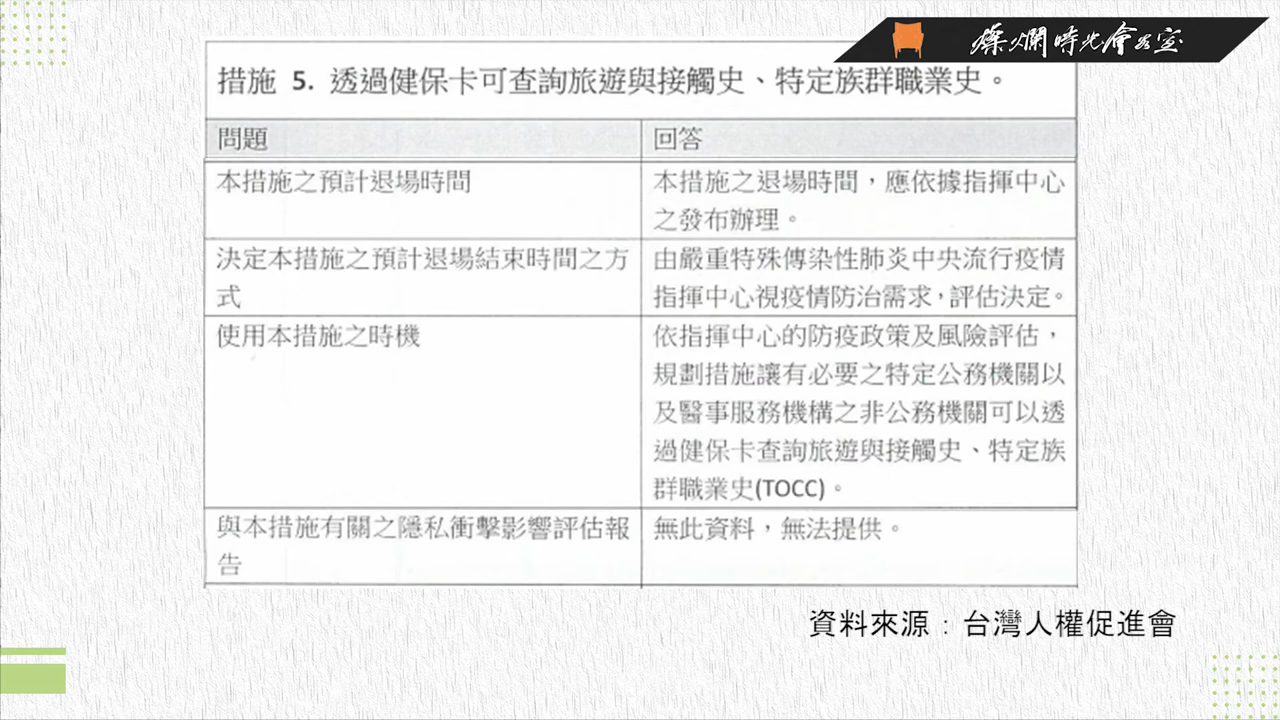 燦爛時光會客室
措施 5. 透過健保卡可查詢旅遊與接觸史、特定族群職業史。
問題
回答
本措施之預計退場時間
本措施之退場時間，應依據指揮中心
之發布辦理。
決定本措施之預計退場結束時間之方
式
由嚴重特殊傳染性肺炎中央流行疫情
指揮中心視疫情防治需求，評估決定。
使用本措施之時機
依指揮中心的防疫政策及風險評估，
規劃措施讓有必要之特定公務機關以
及醫事服務機構之非公務機關可以透
過健保卡查詢旅遊與接觸史、特定族
群職業史(TOCC)。
與本措施有關之隱私衝擊影響評估報
告
無此資料，無法提供。
資料來源：台灣人權促進會